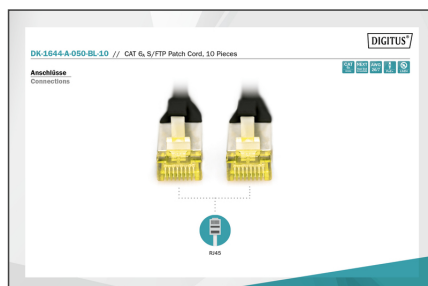 DIGITUS®
DK-1644-A-050-BL-10 // CAT 6A S/FTP Patch Cord, 10 Pieces
Anschlüsse
Connections
RJ45